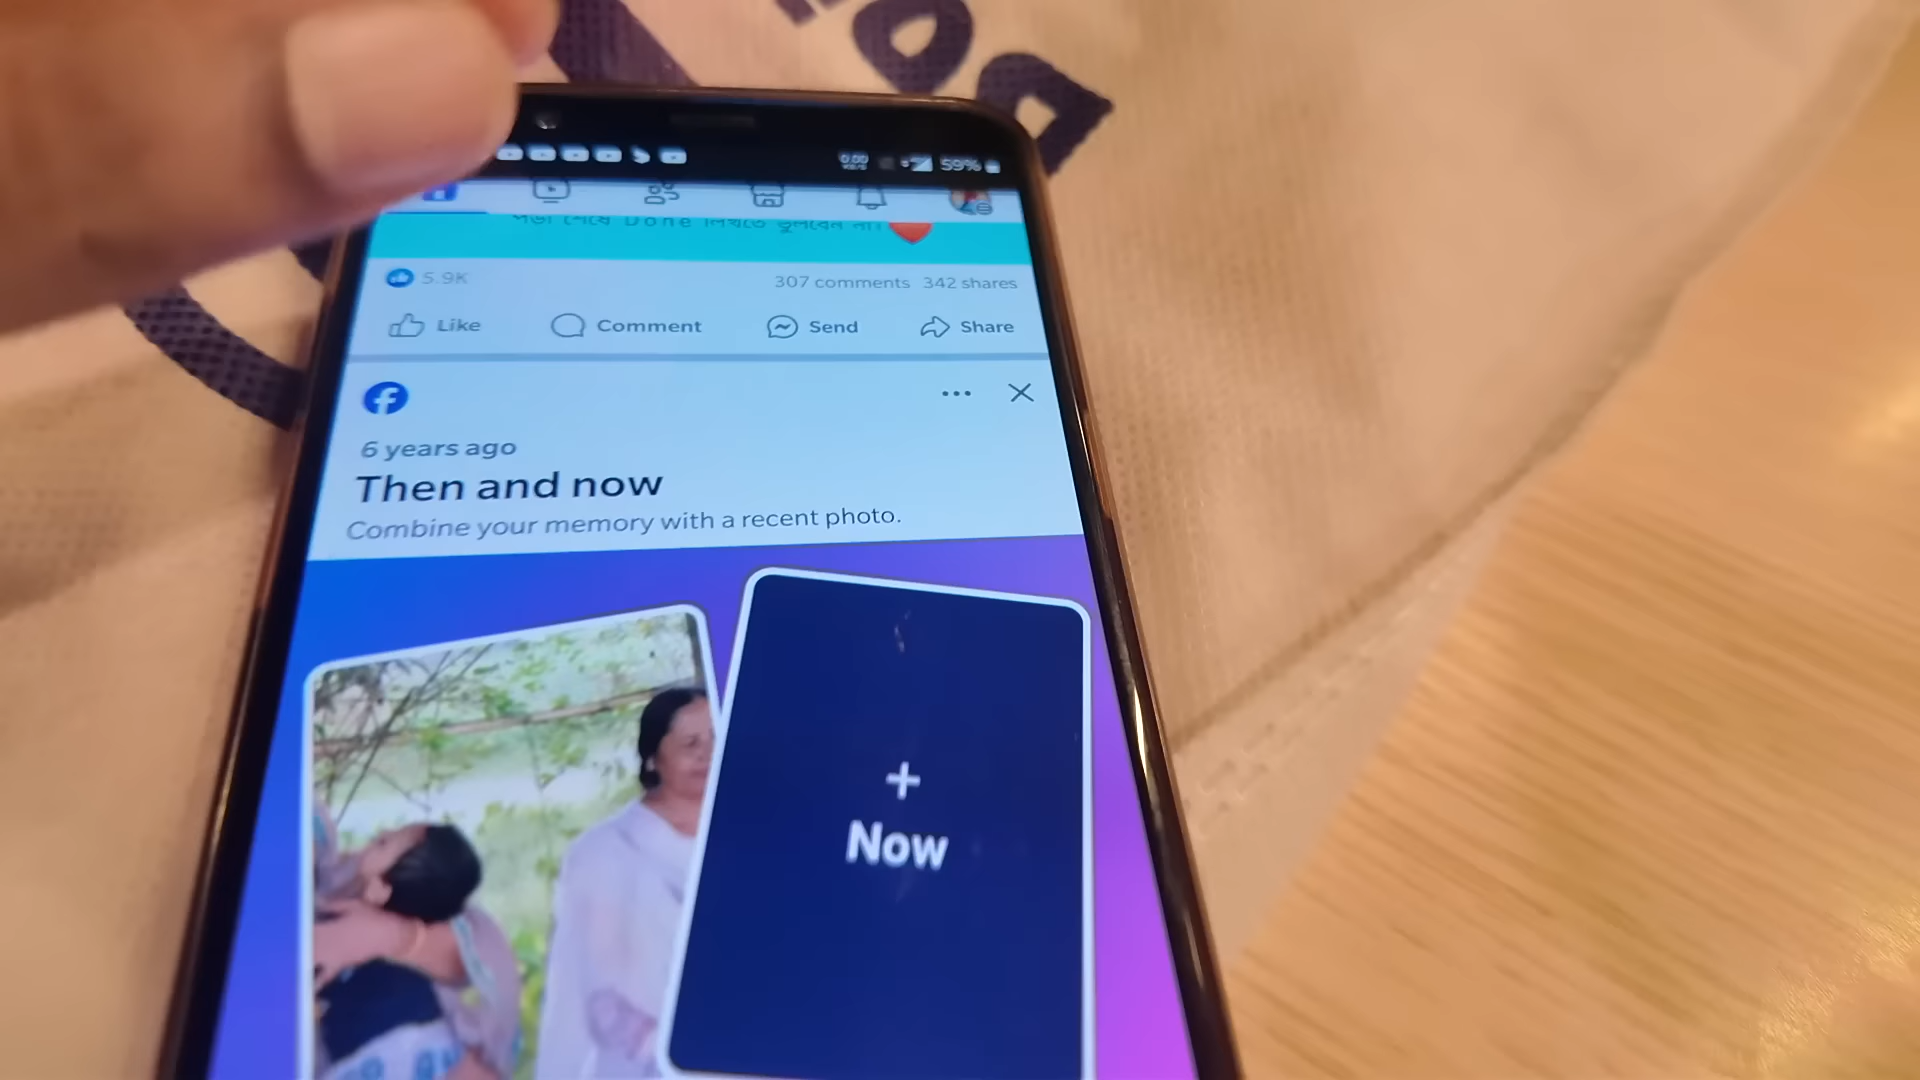 59%
Done
5.9K
307 comments 342 shares
Like Comment Send Share
6 years ago
Then and now
Combine your memory with a recent photo.
+
Now